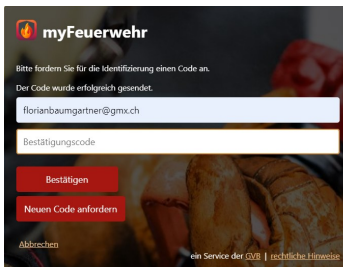 myFeuerwehr
Bitte fordern Sie für die Identifizierung einen Code an.
Der Code wurde erfolgreich gesendet.
florianbaumgartner@gmx.ch
Bestätigungscode
Bestätigen
Neuen Code anfordern
Abbrechen
ein Service der GVB | rechtliche Hinweise